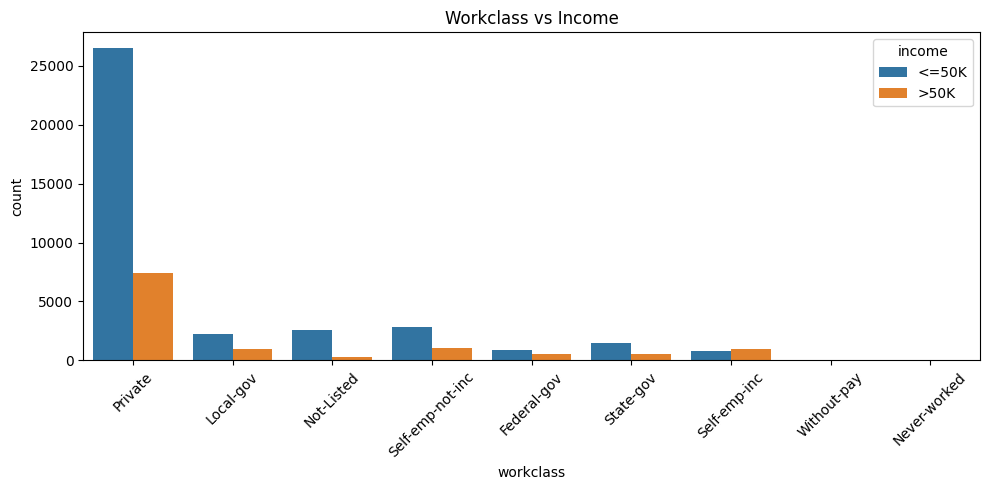 Workclass vs Income
income
<=50K
>50K
count
25000
20000
15000
10000
5000
0
Private
Local-gov
Not-Listed
Self-emp-not-inc
Federal-gov
State-gov
Self-emp-inc
Without-pay
Never-worked
workclass